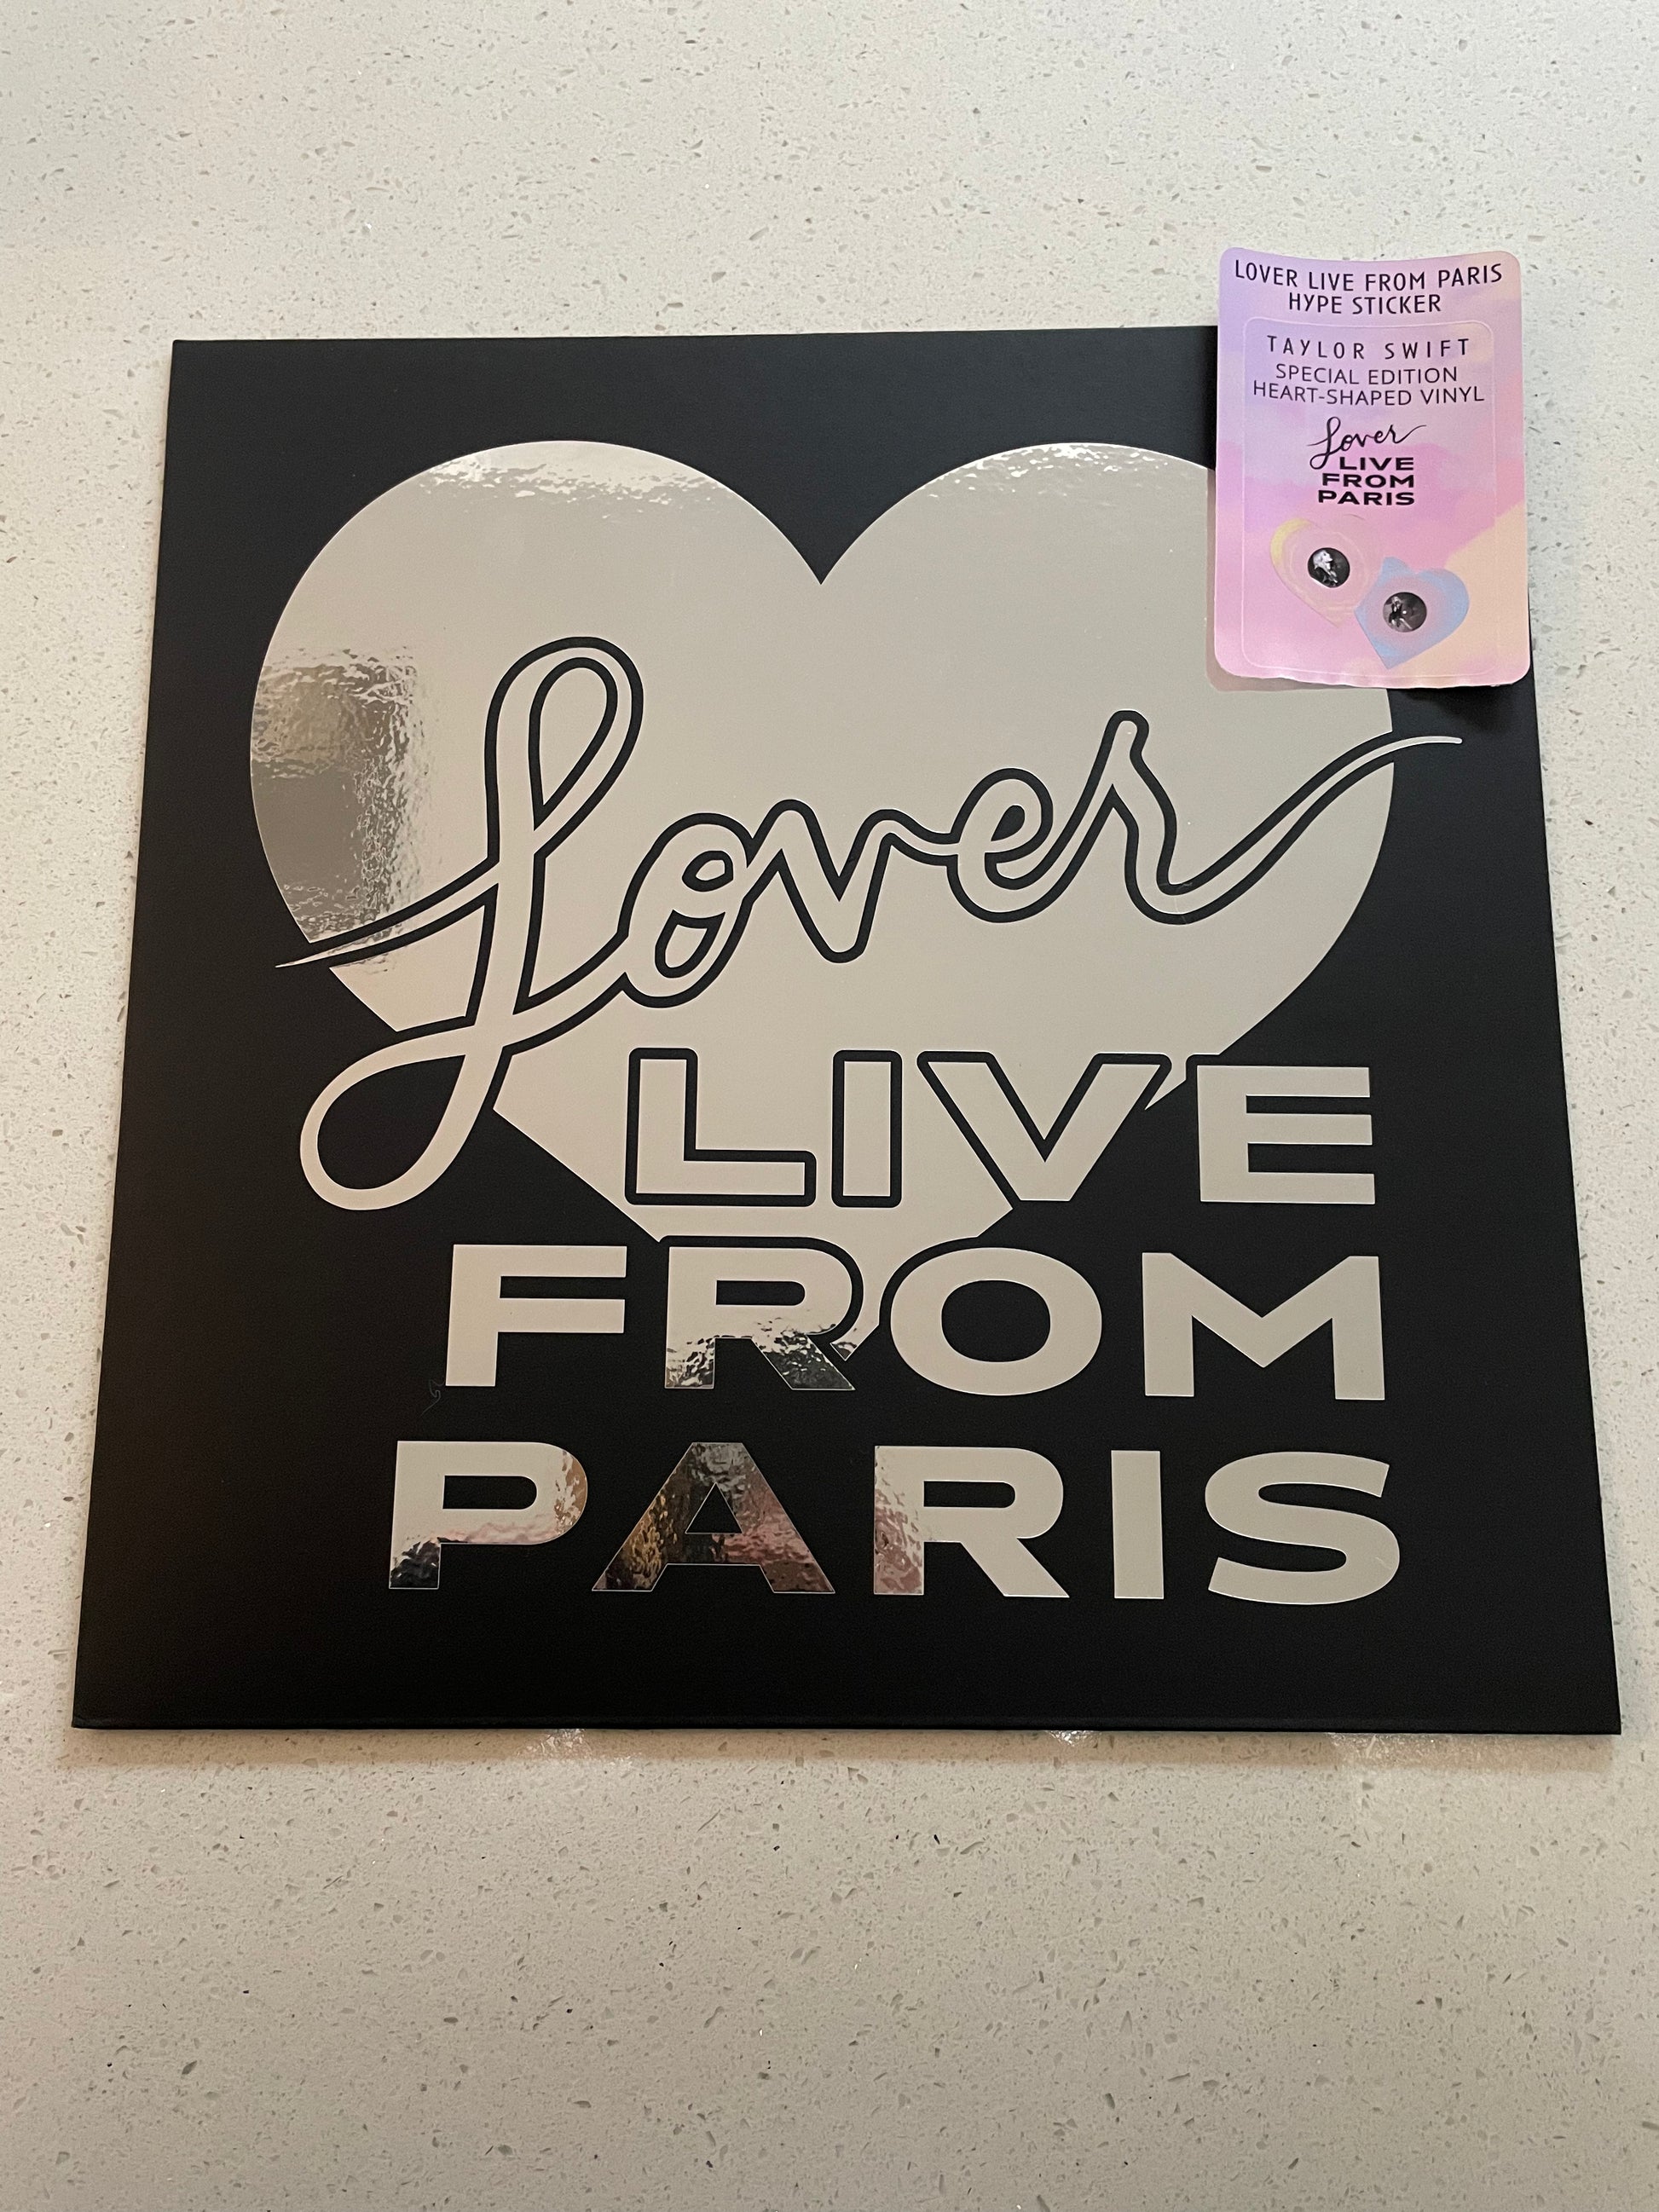 LOVER LIVE FROM PARIS
HYPE STICKER
TAYLOR SWIFT
SPECIAL EDITION
HEART-SHAPED VINYL
Lover
LIVE
FROM
PARIS
Lover
LIVE
FROM
PARIS